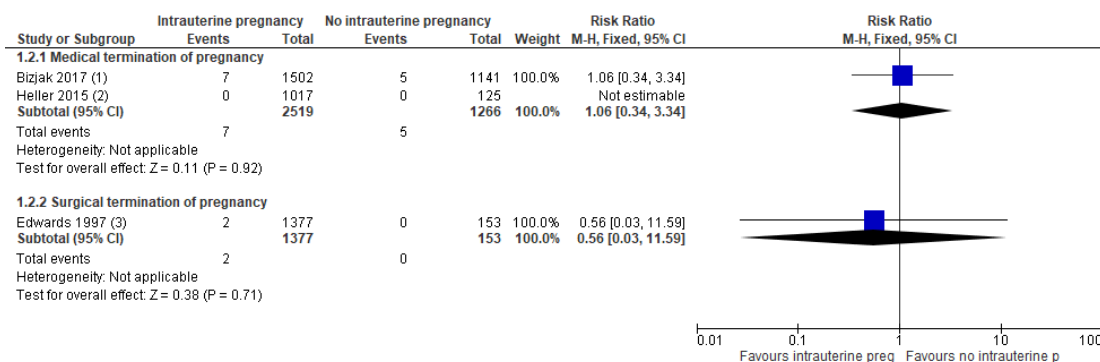 Intrauterine pregnancy No intrauterine pregnancy Risk Ratio Risk Ratio
Study or Subgroup Events Total Events Total Weight M-H, Fixed, 95% CI M-H, Fixed, 95% CI
1.2.1 Medical termination of pregnancy
Bizjak 2017 (1) 7 1502 5 1141 100.0% 1.06 [0.34, 3.34]
Heller 2015 (2) 0 1017 0 125 Not estimable
Subtotal (95% CI) 2519 1266 100.0% 1.06 [0.34, 3.34]
Total events 7 5
Heterogeneity: Not applicable
Test for overall effect: Z = 0.11 (P = 0.92)
1.2.2 Surgical termination of pregnancy
Edwards 1997 (3) 2 1377 0 153 100.0% 0.56 [0.03, 11.59]
Subtotal (95% CI) 1377 153 100.0% 0.56 [0.03, 11.59]
Total events 2 0
Heterogeneity: Not applicable
Test for overall effect: Z = 0.38 (P = 0.71)
0.01 0.1 1 10 100
Favours intrauterine preg Favours no intrauterine p